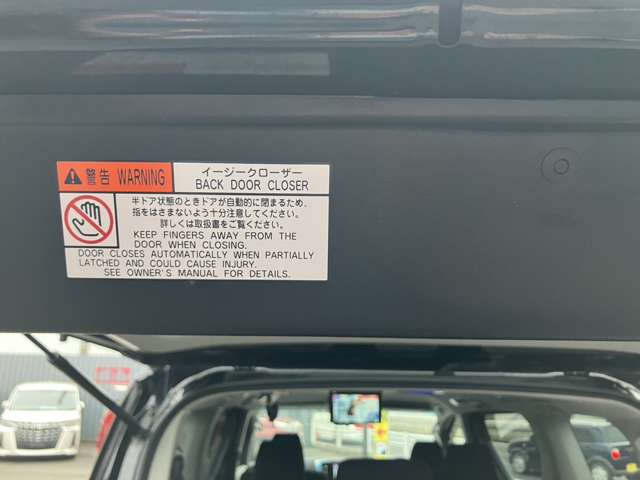 警告 WARNING
イージークローザー
BACK DOOR CLOSER
半ドア状態のときドアが自動的に閉まるため、
指をはさまないよう十分注意してください。
詳しくは取扱書をご覧ください。
KEEP FINGERS AWAY FROM THE
DOOR WHEN CLOSING.
DOOR CLOSES AUTOMATICALLY WHEN PARTIALLY
LATCHED AND COULD CAUSE INJURY.
SEE OWNER'S MANUAL FOR DETAILS.